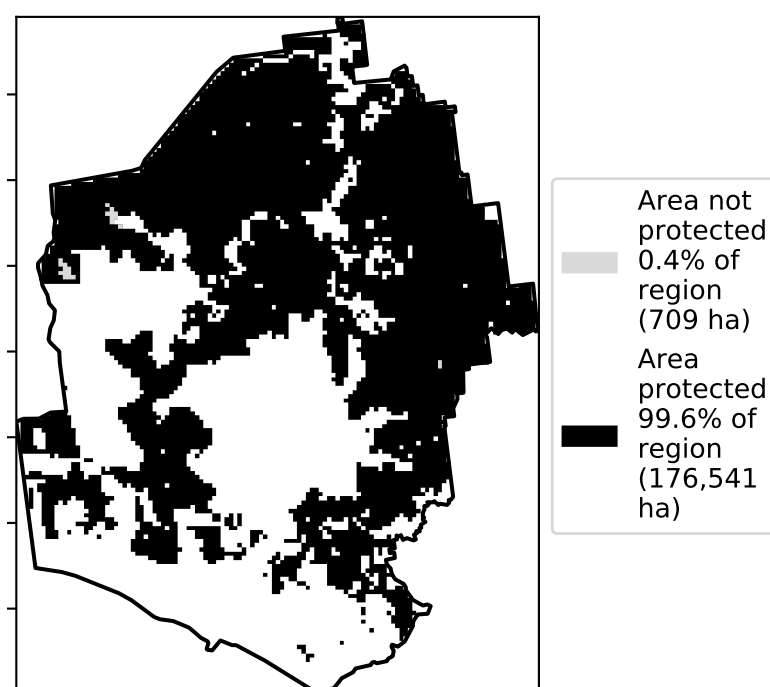 Area not
protected
0.4% of
region
(709 ha)
Area
protected
99.6% of
region
(176,541
ha)